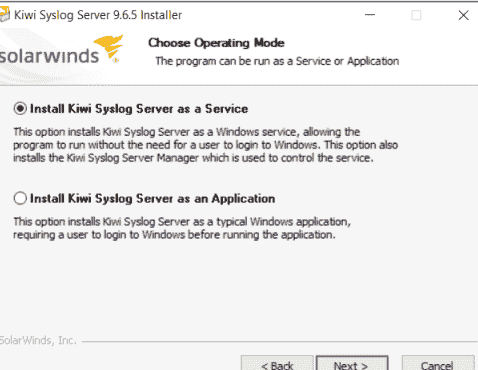 Kiwi Syslog Server 9.6.5 Installer
solarwinds
Choose Operating Mode
The program can be run as a Service or Application
Install Kiwi Syslog Server as a Service
This option installs Kiwi Syslog Server as a Windows service, allowing the
program to run without the need for a user to login to Windows. This option also
installs the Kiwi Syslog Server Manager which is used to control the service.
Install Kiwi Syslog Server as an Application
This option installs Kiwi Syslog Server as a typical Windows application,
requiring a user to login to Windows before running the application.
SolarWinds, Inc.
< Back Next > Cancel